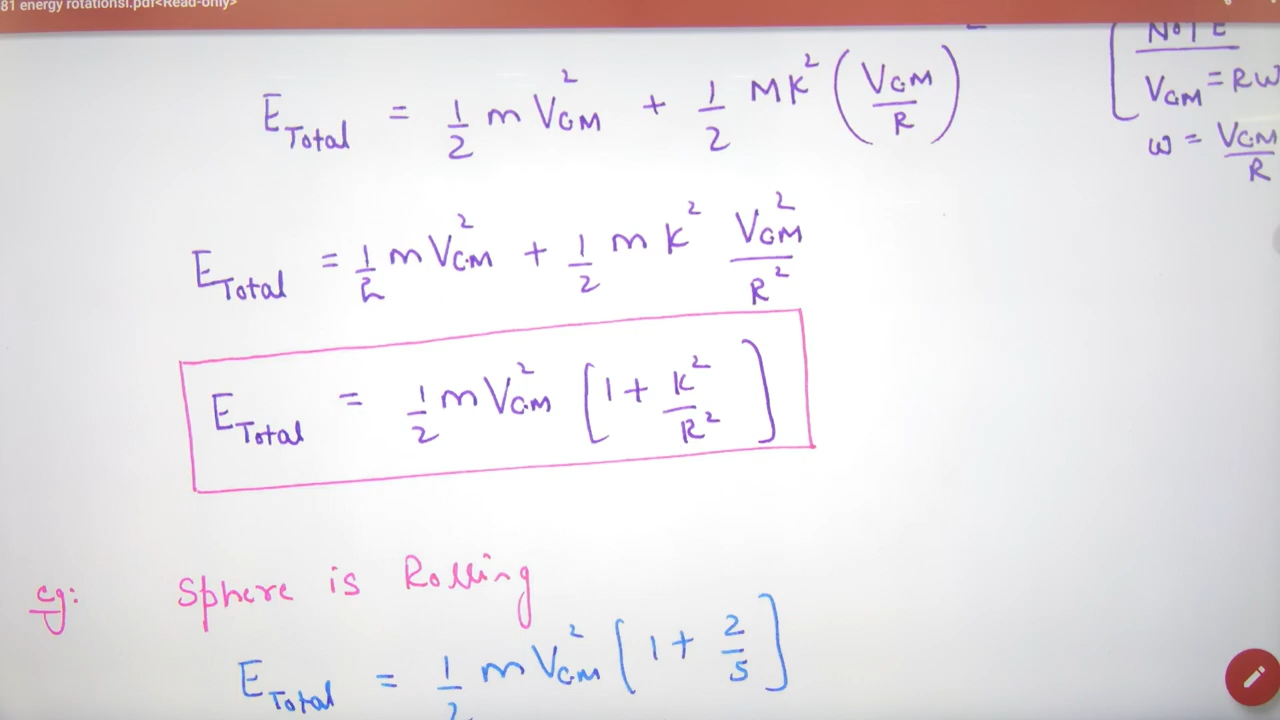 81 energy rotationsl.pdf<Read-only>
E_Total = 1/2 m V_CM^2 + 1/2 MK^2 (V_CM/R)^2
NOTE
V_CM = Rω
ω = V_CM/R
E_Total = 1/2 m V_CM^2 + 1/2 m K^2 V_CM^2/R^2
E_Total = 1/2 m V_CM^2 [1 + K^2/R^2]
eg: Sphere is Rolling
E_Total = 1/2 m V_CM^2 [1 + 2/5]